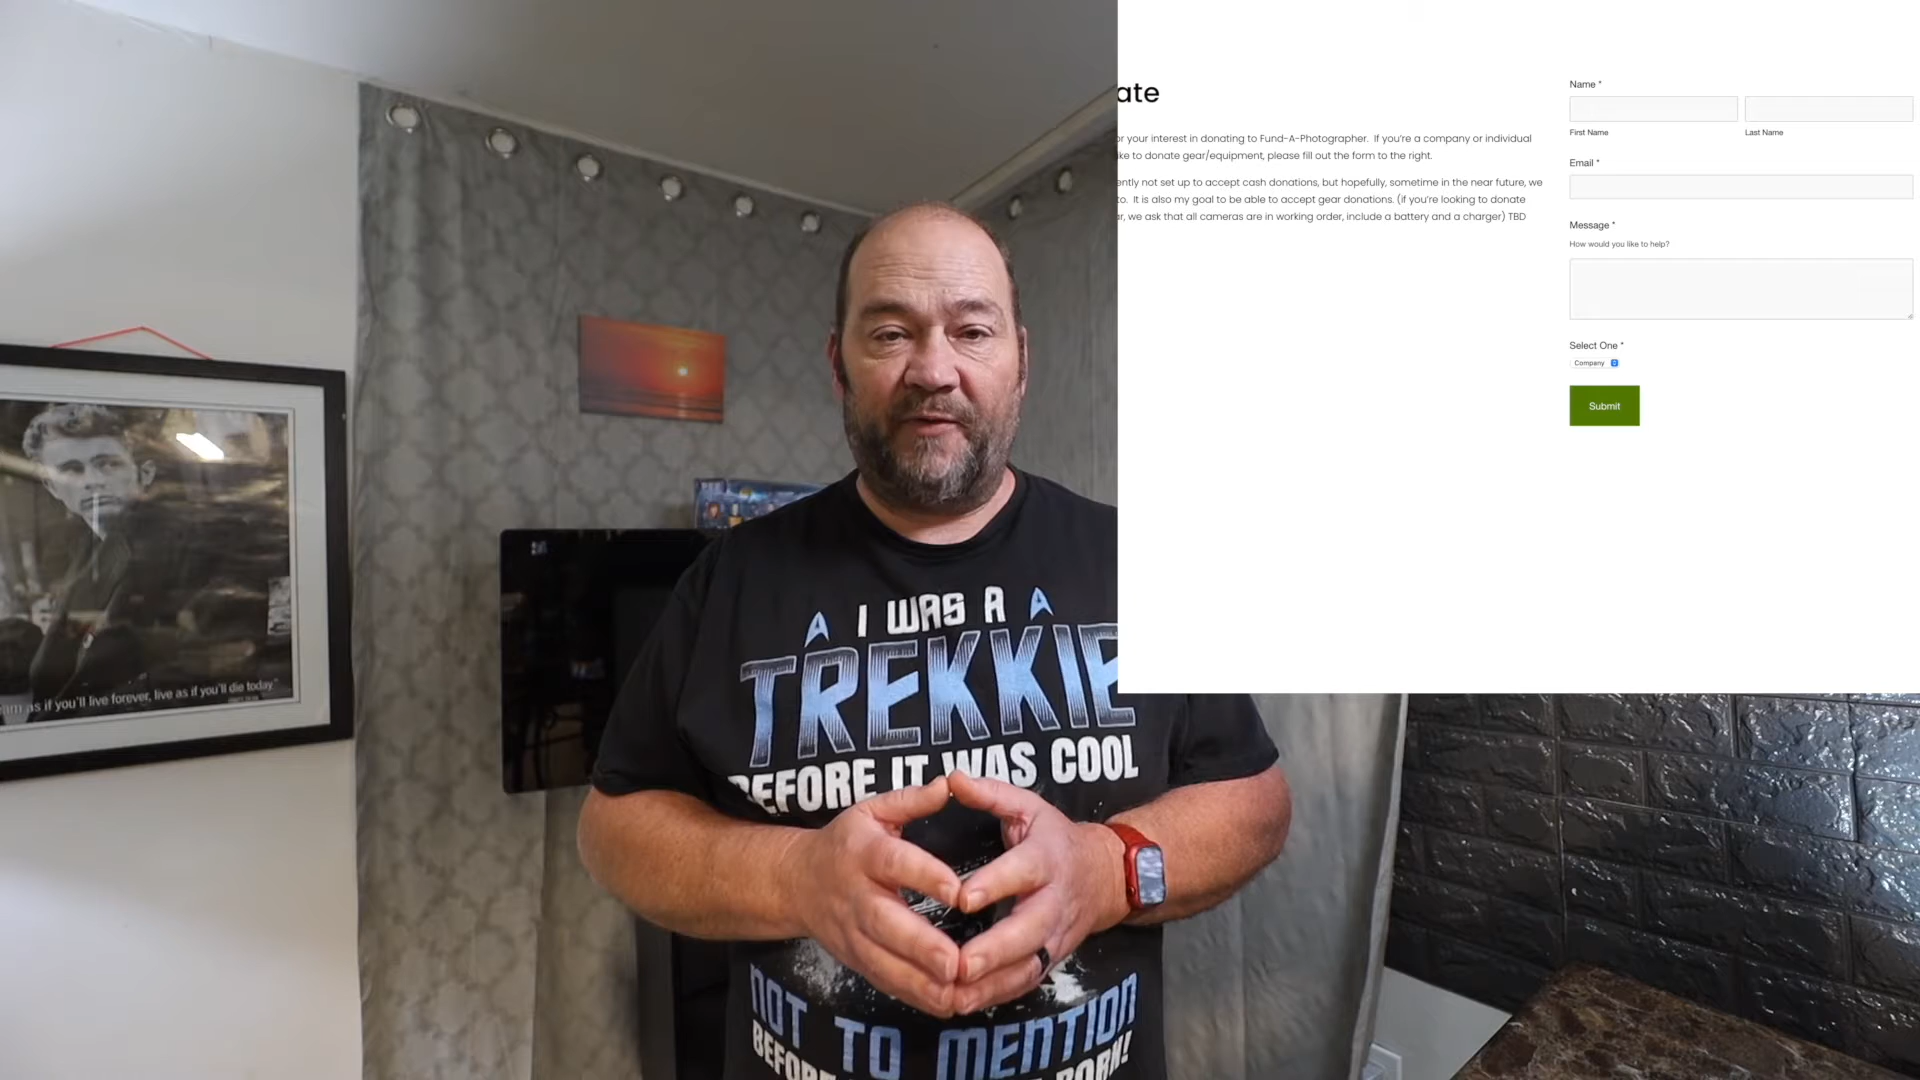 ate
your interest in donating to Fund-A-Photographer. If you're a company or individual
to donate gear/equipment, please fill out the form to the right.
not set up to accept cash donations, but hopefully, sometime in the near future, we
to. It is also my goal to be able to accept gear donations. (if you're looking to donate
we ask that all cameras are in working order, include a battery and a charger) TBD
Name *
First Name
Last Name
Email *
Message *
How would you like to help?
Select One *
Company
Submit
as if you'll live forever, live as if you'll die today."
I WAS A
TREKKIE
BEFORE IT WAS COOL
NOT TO MENTION
BEFORE
BORN!